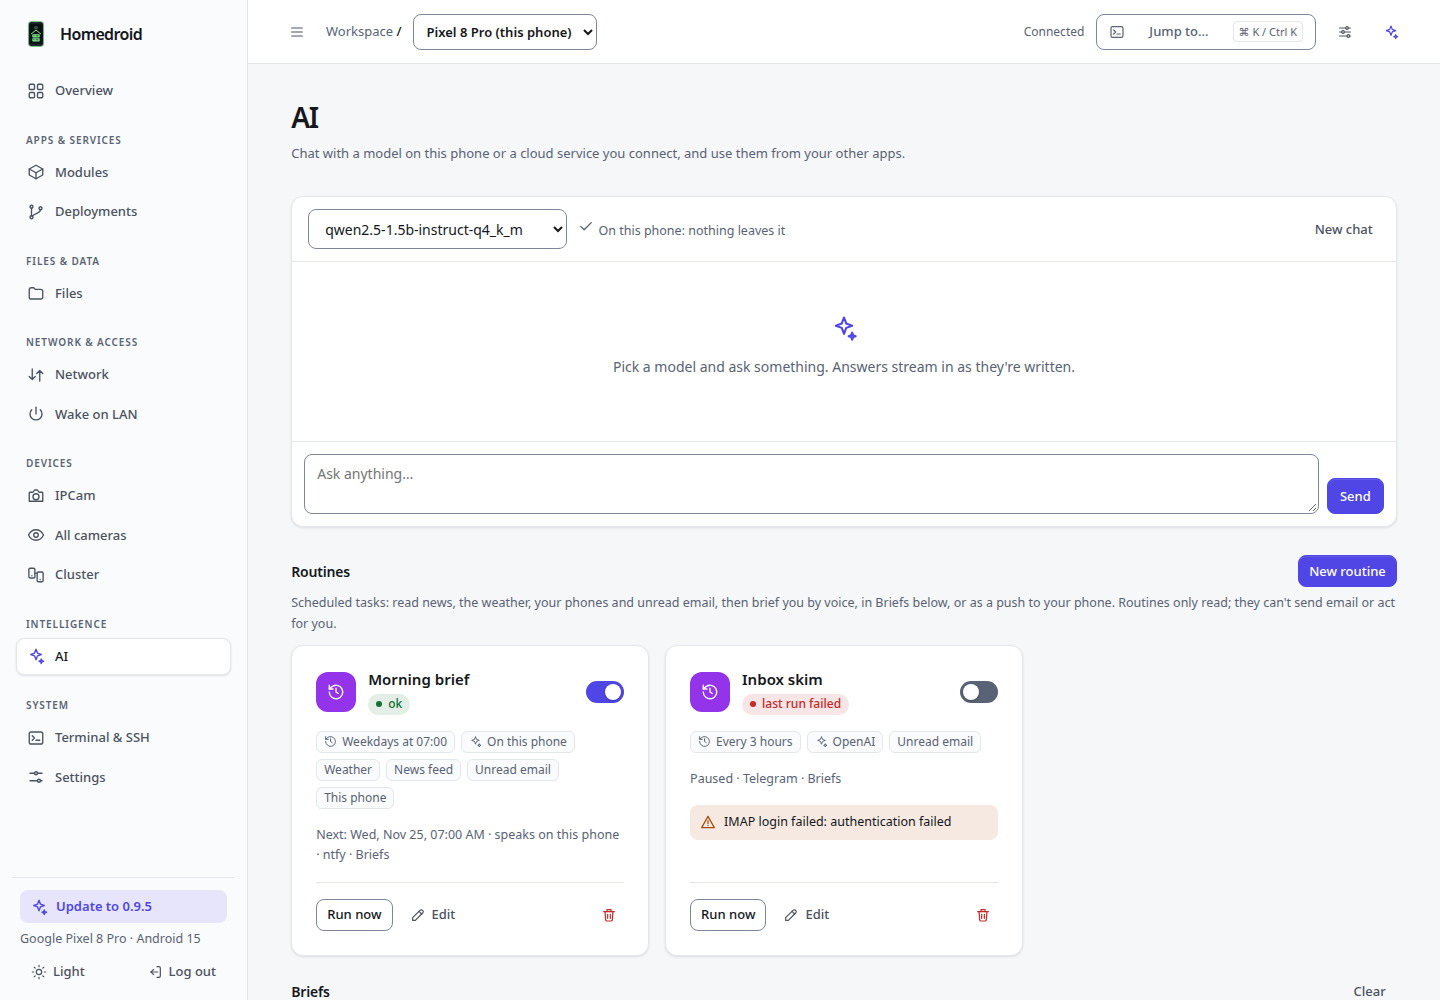 Homedroid
Overview
APPS & SERVICES
Modules
Deployments
FILES & DATA
Files
NETWORK & ACCESS
Network
Wake on LAN
DEVICES
IPCam
All cameras
Cluster
INTELLIGENCE
AI
SYSTEM
Terminal & SSH
Settings
Update to 0.9.5
Google Pixel 8 Pro · Android 15
Light
Log out
Workspace /
Pixel 8 Pro (this phone)
Connected
Jump to...
⌘ K / Ctrl K
AI
Chat with a model on this phone or a cloud service you connect, and use them from your other apps.
qwen2.5-1.5b-instruct-q4_k_m
On this phone: nothing leaves it
New chat
Pick a model and ask something. Answers stream in as they're written.
Ask anything...
Send
Routines
New routine
Scheduled tasks: read news, the weather, your phones and unread email, then brief you by voice, in Briefs below, or as a push to your phone. Routines only read; they can't send email or act
for you.
Morning brief
ok
Weekdays at 07:00
On this phone
Weather
News feed
Unread email
This phone
Next: Wed, Nov 25, 07:00 AM · speaks on this phone
· ntfy · Briefs
Run now
Edit
Inbox skim
last run failed
Every 3 hours
OpenAI
Unread email
Paused · Telegram · Briefs
IMAP login failed: authentication failed
Run now
Edit
Briefs
Clear